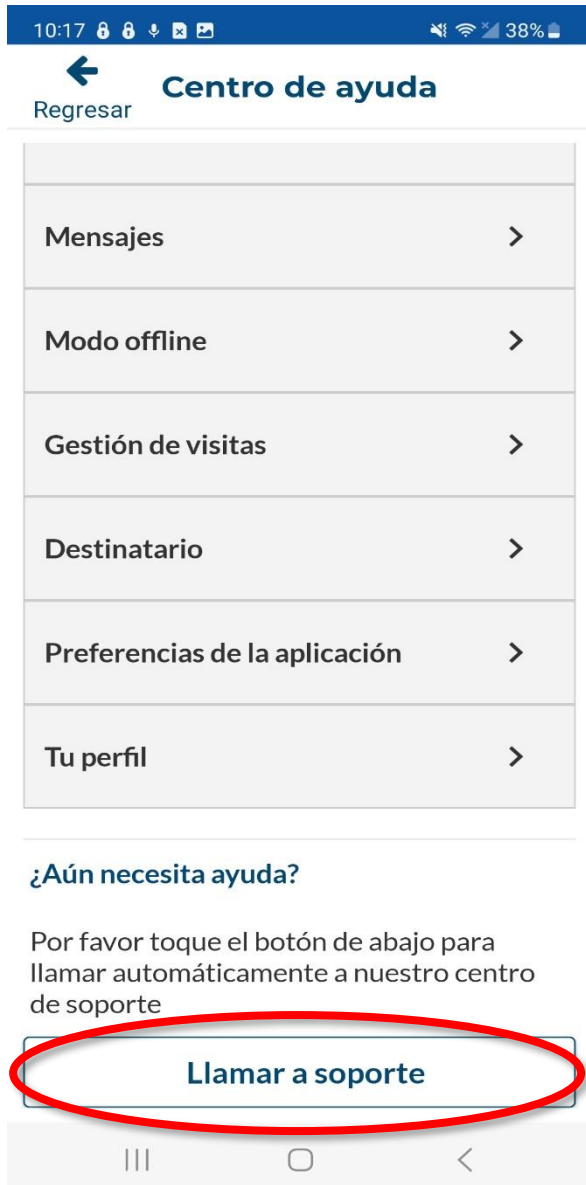 10:17 38%
Centro de ayuda
Regresar
Mensajes
Modo offline
Gestión de visitas
Destinatario
Preferencias de la aplicación
Tu perfil
¿Aún necesita ayuda?
Por favor toque el botón de abajo para
llamar automáticamente a nuestro centro
de soporte
Llamar a soporte